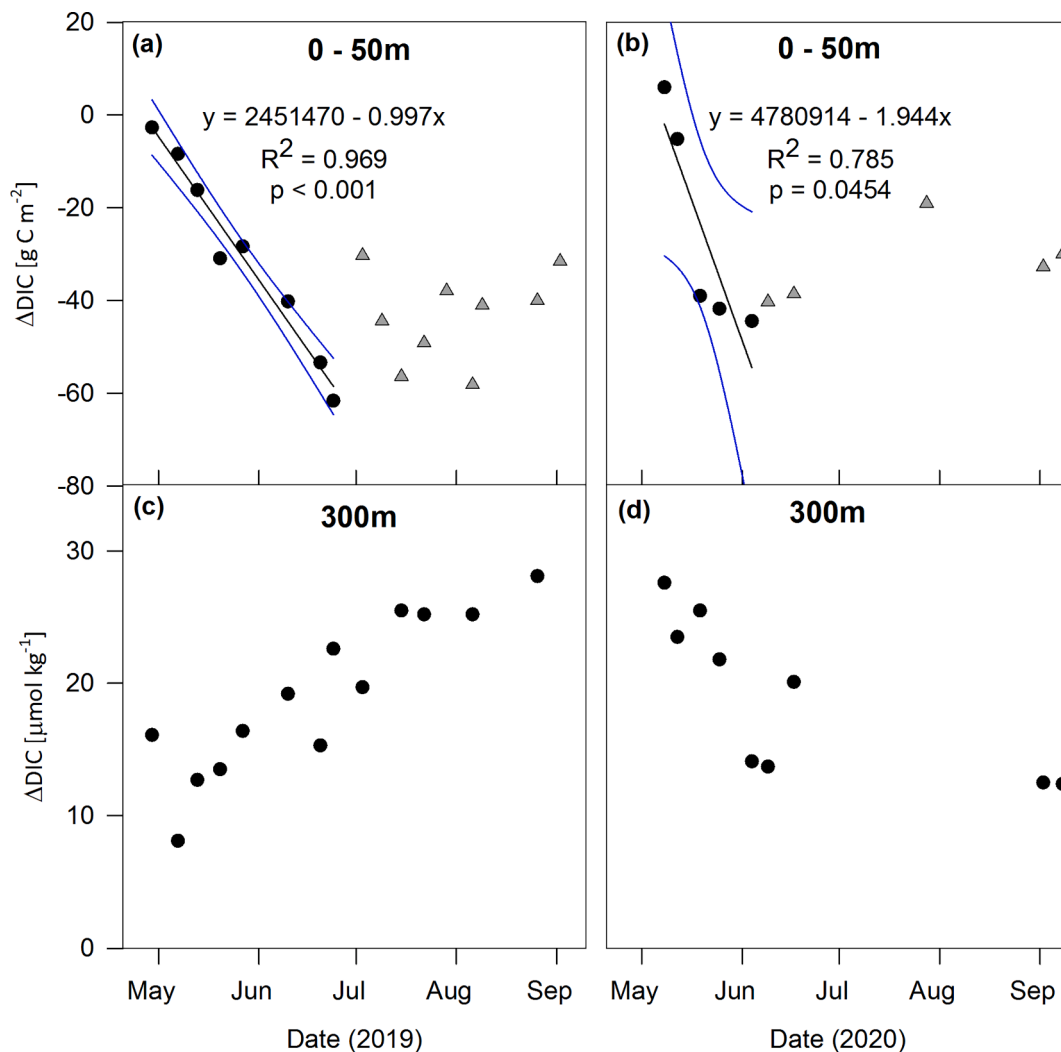 (a)
0 - 50m
y = 2451470 - 0.997x
R² = 0.969
p < 0.001
(b)
0 - 50m
y = 4780914 - 1.944x
R² = 0.785
p = 0.0454
20
0
-20
-40
-60
-80
ΔDIC [g C m⁻²]
(c)
300m
(d)
300m
30
20
10
0
ΔDIC [µmol kg⁻¹]
May Jun Jul Aug Sep
May Jun Jul Aug Sep
Date (2019)
Date (2020)